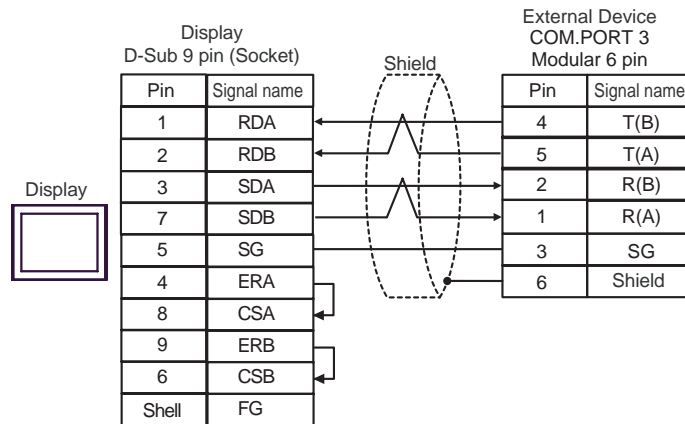 Display
D-Sub 9 pin (Socket)
Shield
External Device
COM.PORT 3
Modular 6 pin
Pin Signal name
1 RDA
2 RDB
3 SDA
7 SDB
5 SG
4 ERA
8 CSA
9 ERB
6 CSB
Shell FG
Display
Pin Signal name
4 T(B)
5 T(A)
2 R(B)
1 R(A)
3 SG
6 Shield